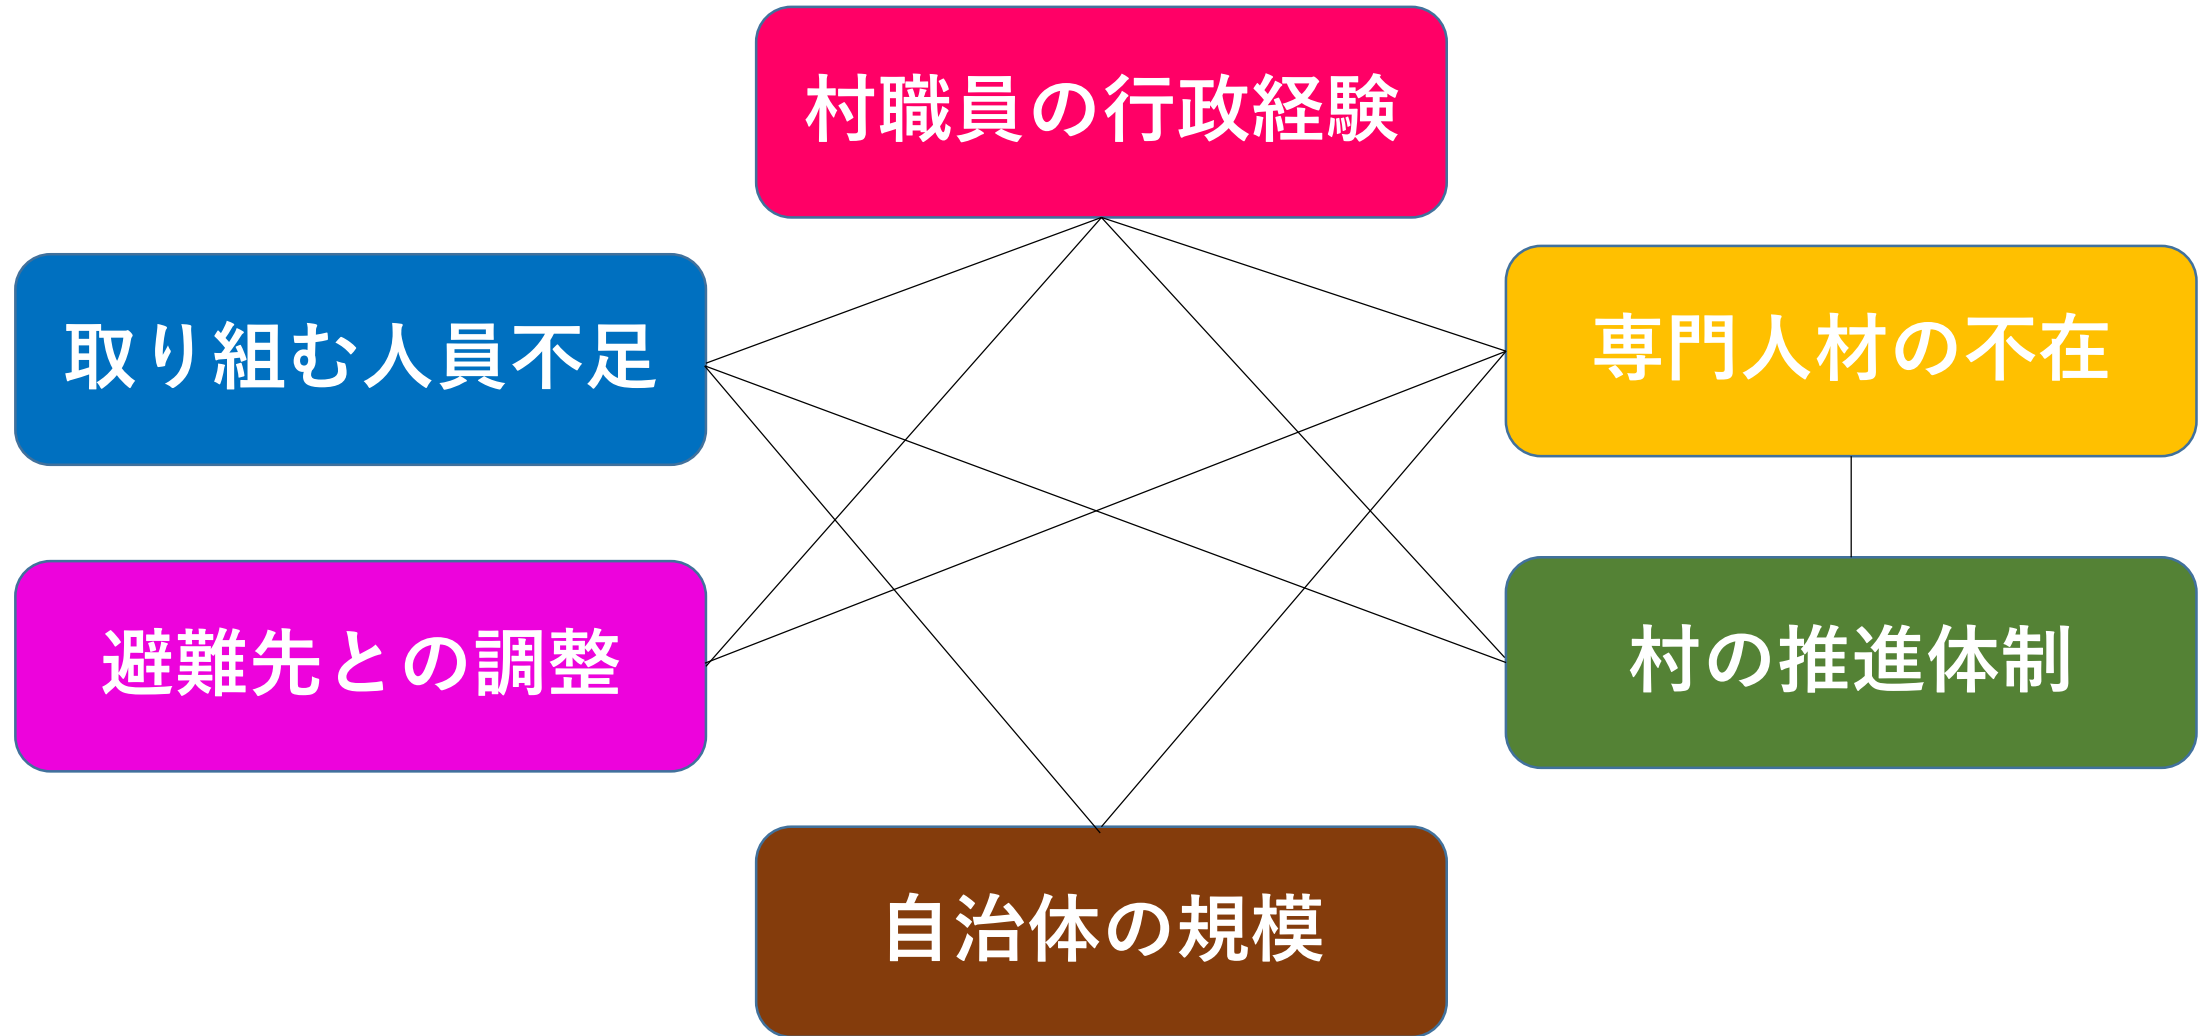 村職員の行政経験
取り組む人員不足
専門人材の不在
避難先との調整
村の推進体制
自治体の規模